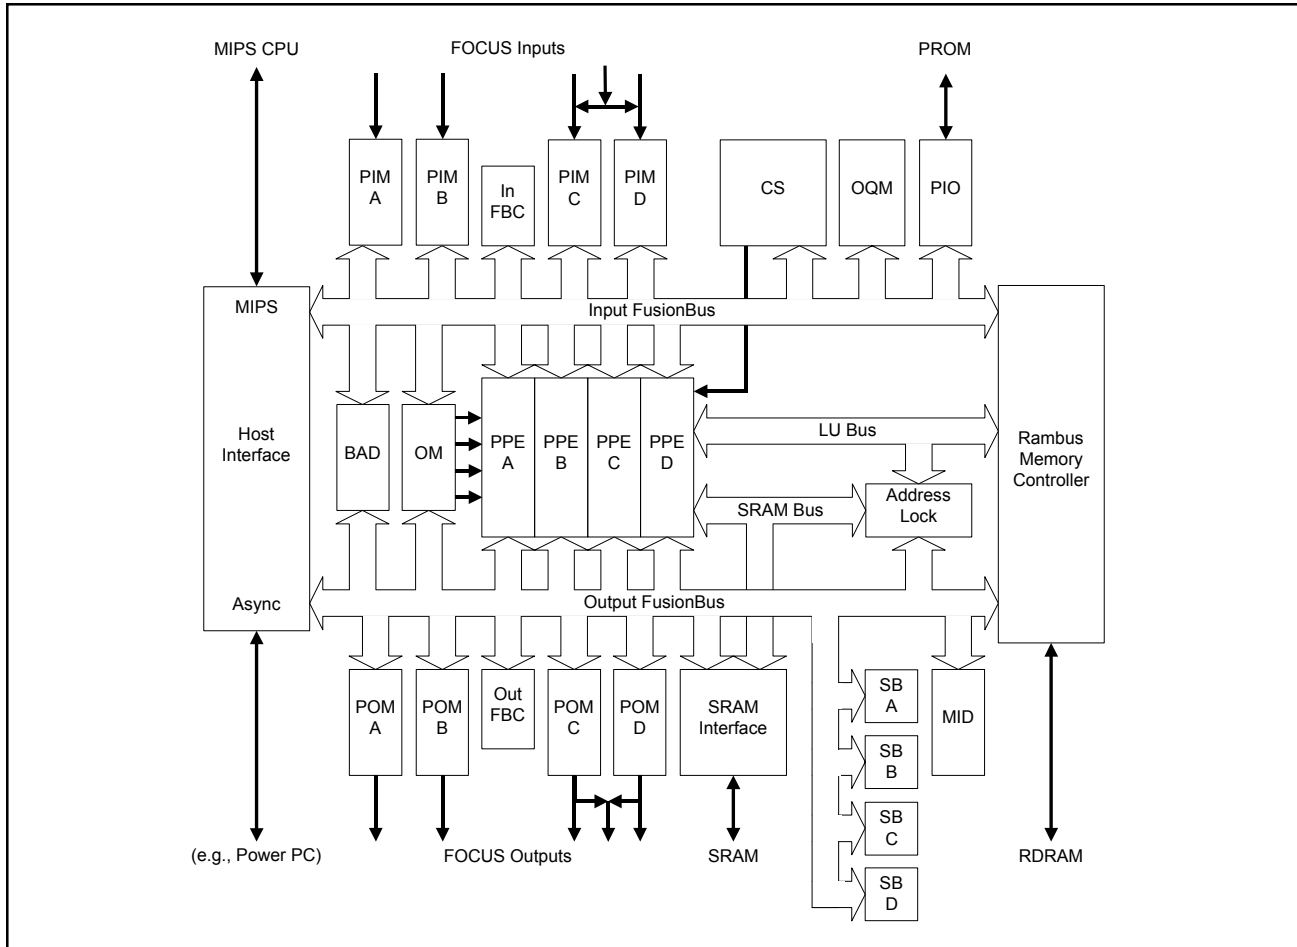 MIPS CPU
FOCUS Inputs
PROM
PIM
A
PIM
B
In
FBC
PIM
C
PIM
D
CS
OQM
PIO
MIPS
Input FusionBus
Host
Interface
BAD
OM
PPE
A
PPE
B
PPE
C
PPE
D
LU Bus
Rambus
Memory
Controller
SRAM Bus
Address
Lock
Async
Output FusionBus
POM
A
POM
B
Out
FBC
POM
C
POM
D
SRAM
Interface
SB
A
SB
B
SB
C
SB
D
MID
(e.g., Power PC)
FOCUS Outputs
SRAM
RDRAM